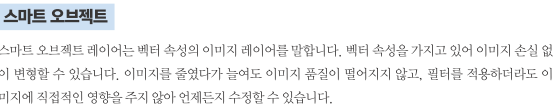 스마트 오브젝트
스마트 오브젝트 레이어는 벡터 속성의 이미지 레이어를 말합니다. 벡터 속성을 가지고 있어 이미지 손실 없
이 변형할 수 있습니다. 이미지를 줄였다가 늘여도 이미지 품질이 떨어지지 않고, 필터를 적용하더라도 이
미지에 직접적인 영향을 주지 않아 언제든지 수정할 수 있습니다.